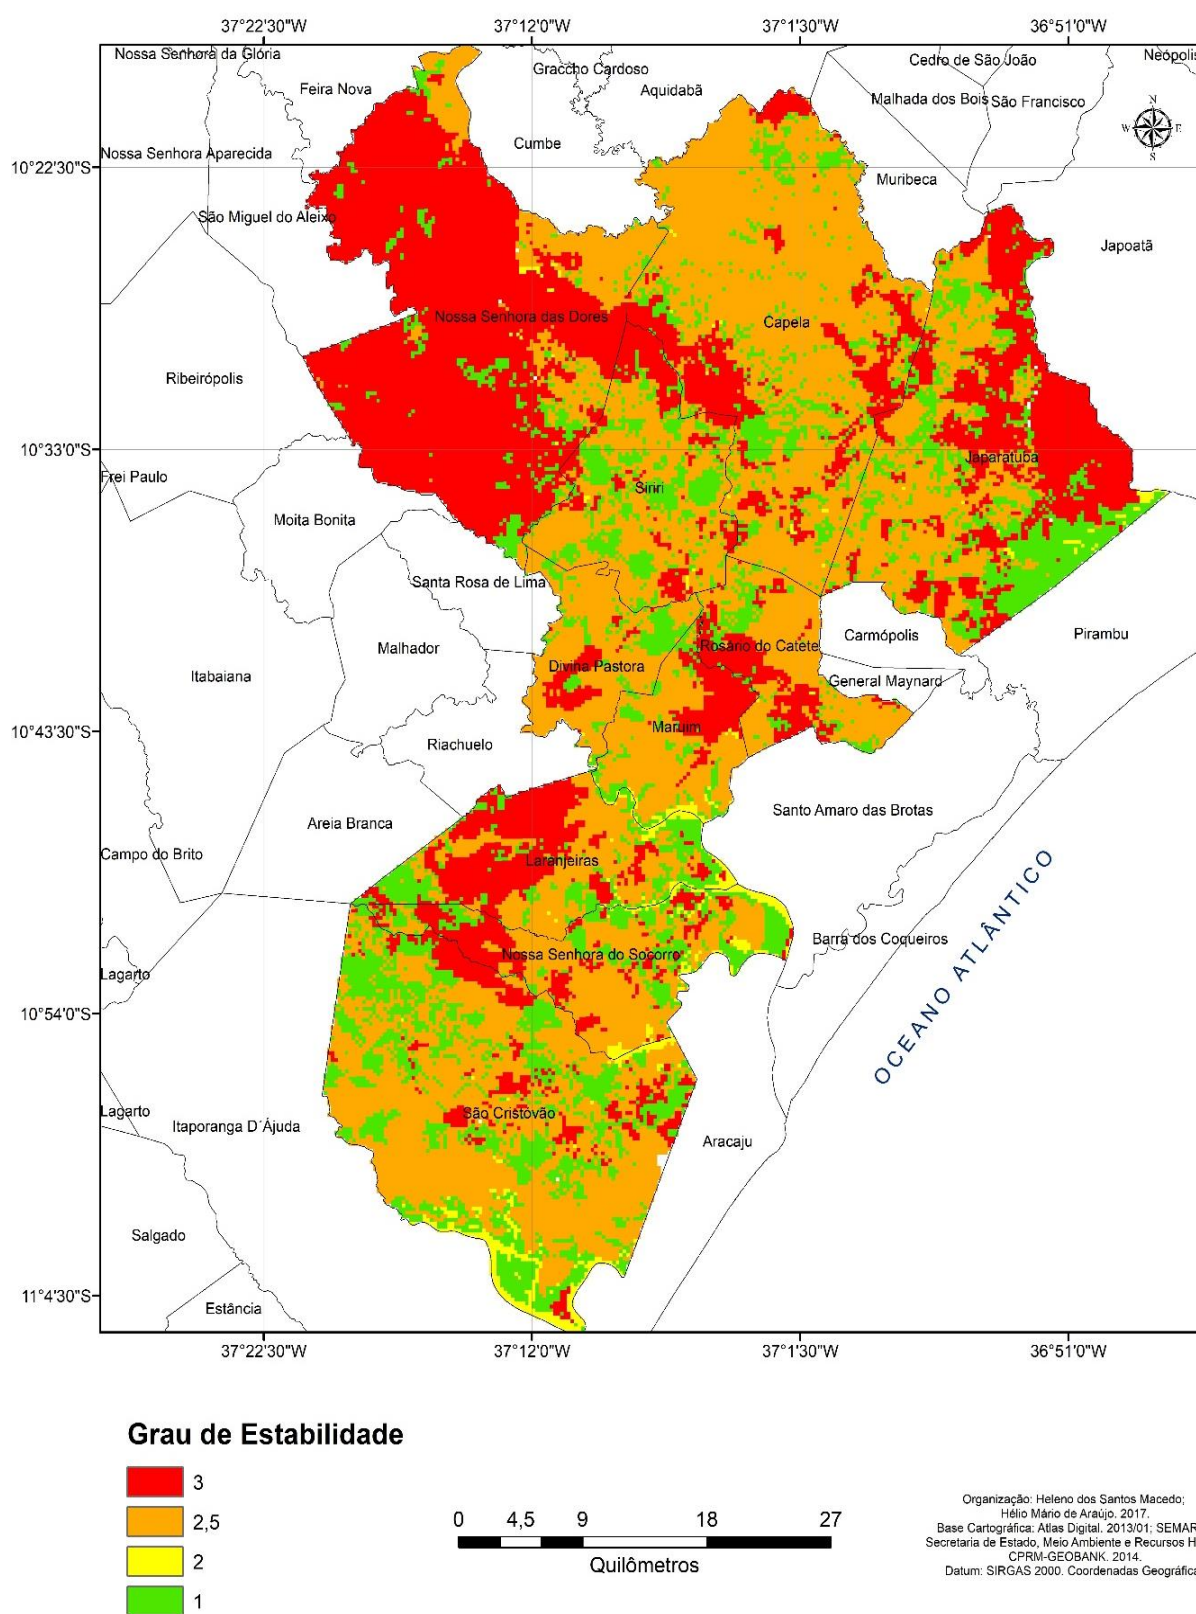 37°22'30"W
37°12'0"W
37°1'30"W
36°51'0"W
Nossa Senhora da Glória
Graccho Cardoso
Cedro de São João
Neópolis
Feira Nova
Aquidabã
Malhada dos Bois
São Francisco
N
W
E
S
Cumbe
Nossa Senhora Aparecida
10°22'30"S
Muribeca
São Miguel do Aleixo
Japoatã
Nossa Senhora das Dores
Capela
Ribeirópolis
10°33'0"S
Japaratuba
Frei Paulo
Siriri
Moita Bonita
Santa Rosa de Lima
Carmópolis
Pirambu
Malhador
Rosário do Catete
Divina Pastora
Itabaiana
General Maynard
10°43'30"S
Maruim
Riachuelo
Santo Amaro das Brotas
Areia Branca
Campo do Brito
Laranjeiras
OCEANO ATLÂNTICO
Barra dos Coqueiros
Nossa Senhora do Socorro
Lagarto
10°54'0"S
Lagarto
São Cristóvão
Itaporanga D´Ájuda
Aracaju
Salgado
11°4'30"S
Estância
37°22'30"W
37°12'0"W
37°1'30"W
36°51'0"W
Grau de Estabilidade
3
2,5
2
1
0
4,5
9
18
27
Quilômetros
Organização: Heleno dos Santos Macedo;
Hélio Mário de Araújo. 2017.
Base Cartográfica: Atlas Digital. 2013/01; SEMAR
Secretaria de Estado, Meio Ambiente e Recursos H
CPRM-GEOBANK. 2014.
Datum: SIRGAS 2000. Coordenadas Geográfica